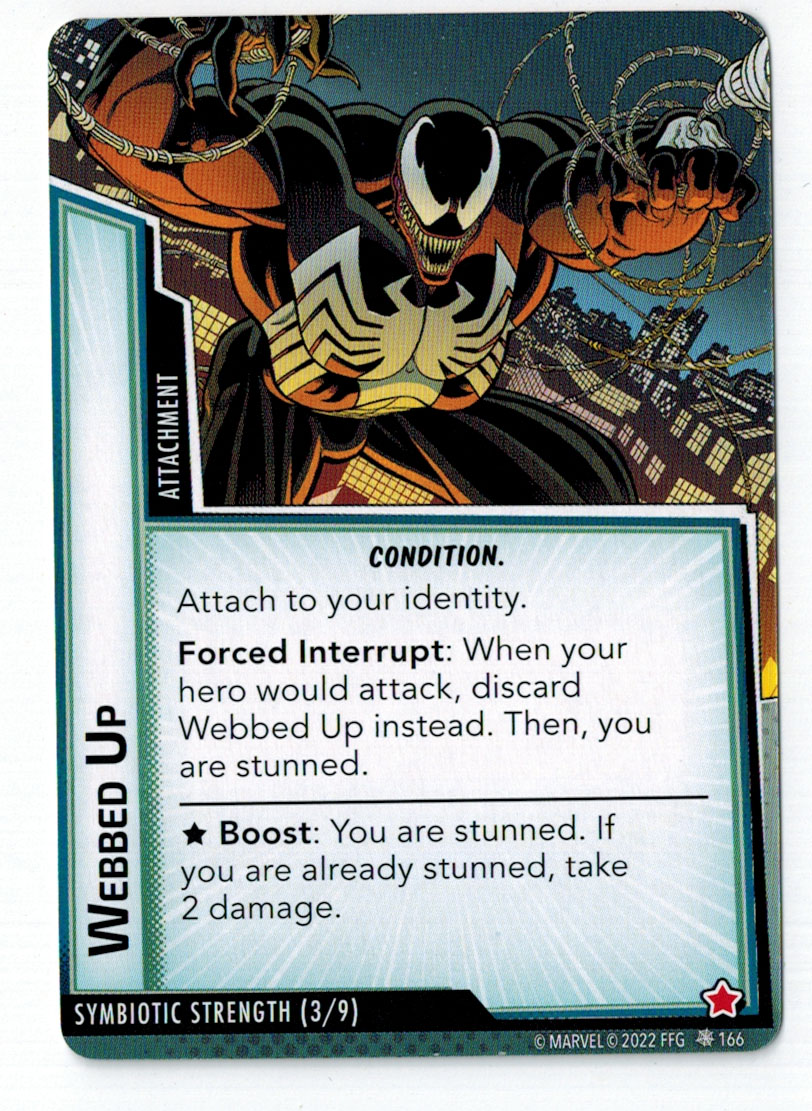 ATTACHMENT
WEBBED UP
CONDITION.
Attach to your identity.
Forced Interrupt: When your
hero would attack, discard
Webbed Up instead. Then, you
are stunned.
★ Boost: You are stunned. If
you are already stunned, take
2 damage.
SYMBIOTIC STRENGTH (3/9)
© MARVEL © 2022 FFG 166